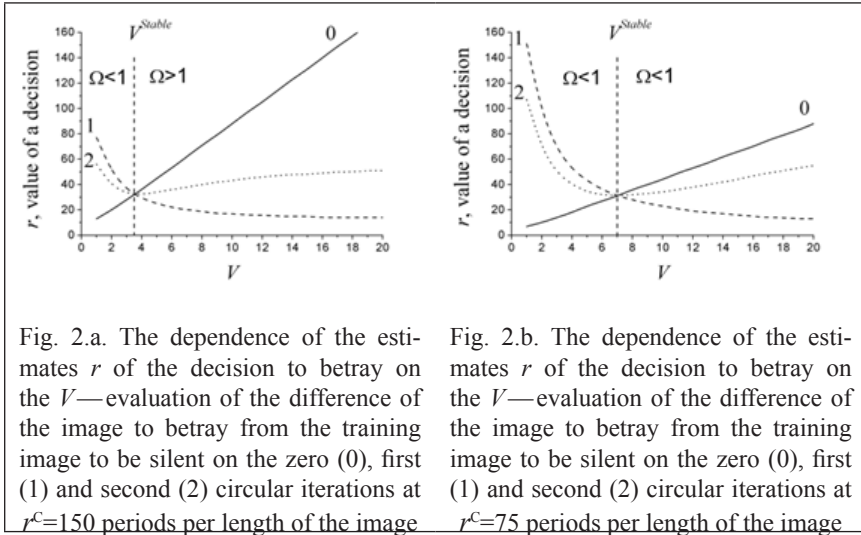 V^Stable
0
Ω<1
Ω>1
1
2
r, value of a decision
160
140
120
100
80
60
40
20
0
0 2 4 6 8 10 12 14 16 18 20
V
Fig. 2.a. The dependence of the esti-
mates r of the decision to betray on
the V—evaluation of the difference of
the image to betray from the training
image to be silent on the zero (0), first
(1) and second (2) circular iterations at
r^C=150 periods per length of the image
V^Stable
1
Ω<1
Ω<1
2
0
r, value of a decision
160
140
120
100
80
60
40
20
0
0 2 4 6 8 10 12 14 16 18 20
V
Fig. 2.b. The dependence of the esti-
mates r of the decision to betray on
the V—evaluation of the difference of
the image to betray from the training
image to be silent on the zero (0), first
(1) and second (2) circular iterations at
r^C=75 periods per length of the image